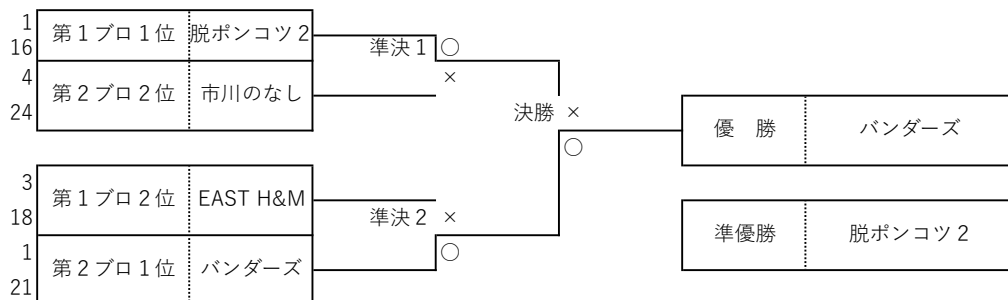 1
16
第1ブロ1位 脱ポンコツ2
準決1 ○
4
24
第2ブロ2位 市川のなし
×
決勝 ×
○
優 勝 バンダーズ
3
18
第1ブロ2位 EAST H&M
準決2 ×
準優勝 脱ポンコツ2
1
21
第2ブロ1位 バンダーズ
○